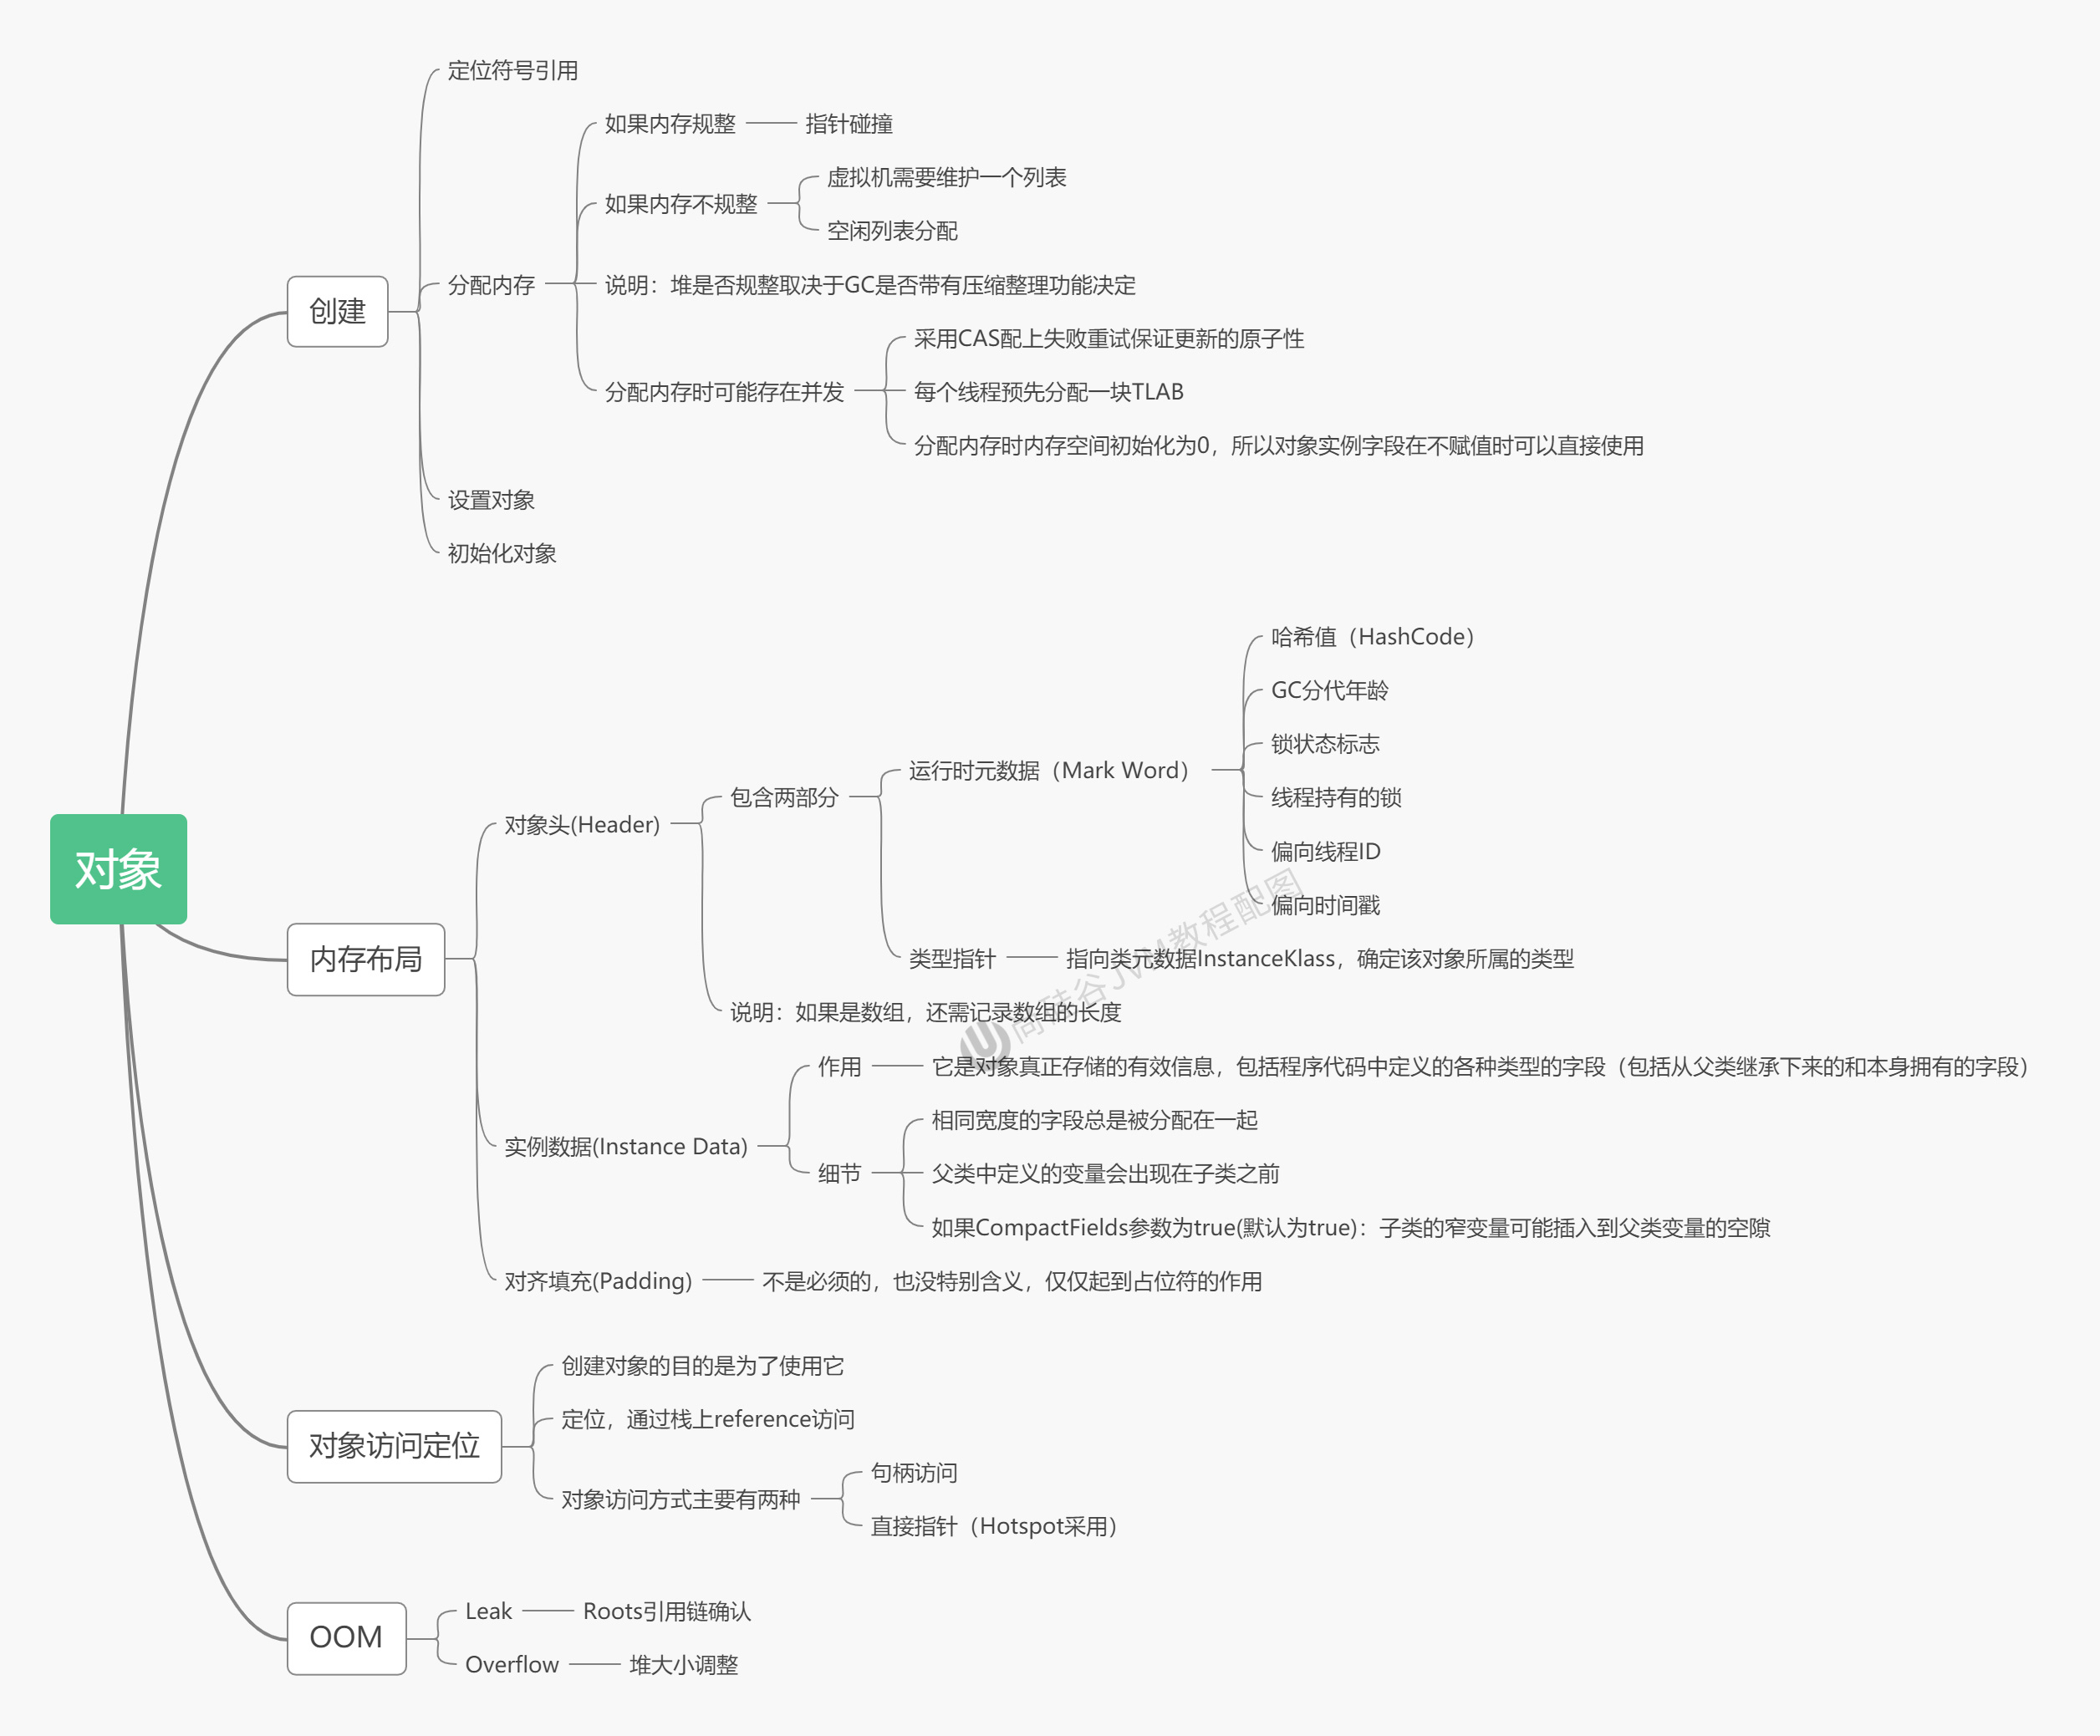 对象
创建
定位符号引用
分配内存
如果内存规整
指针碰撞
如果内存不规整
虚拟机需要维护一个列表
空闲列表分配
说明：堆是否规整取决于GC是否带有压缩整理功能决定
分配内存时可能存在并发
采用CAS配上失败重试保证更新的原子性
每个线程预先分配一块TLAB
分配内存时内存空间初始化为0，所以对象实例字段在不赋值时可以直接使用
设置对象
初始化对象
内存布局
对象头(Header)
包含两部分
运行时元数据（Mark Word）
哈希值（HashCode）
GC分代年龄
锁状态标志
线程持有的锁
偏向线程ID
偏向时间戳
类型指针
指向类元数据InstanceKlass，确定该对象所属的类型
说明：如果是数组，还需记录数组的长度
实例数据(Instance Data)
作用
它是对象真正存储的有效信息，包括程序代码中定义的各种类型的字段（包括从父类继承下来的和本身拥有的字段）
细节
相同宽度的字段总是被分配在一起
父类中定义的变量会出现在子类之前
如果CompactFields参数为true(默认为true)：子类的窄变量可能插入到父类变量的空隙
对齐填充(Padding)
不是必须的，也没特别含义，仅仅起到占位符的作用
对象访问定位
创建对象的目的是为了使用它
定位，通过栈上reference访问
对象访问方式主要有两种
句柄访问
直接指针（Hotspot采用）
OOM
Leak
Roots引用链确认
Overflow
堆大小调整
尚硅谷JVM教程配图